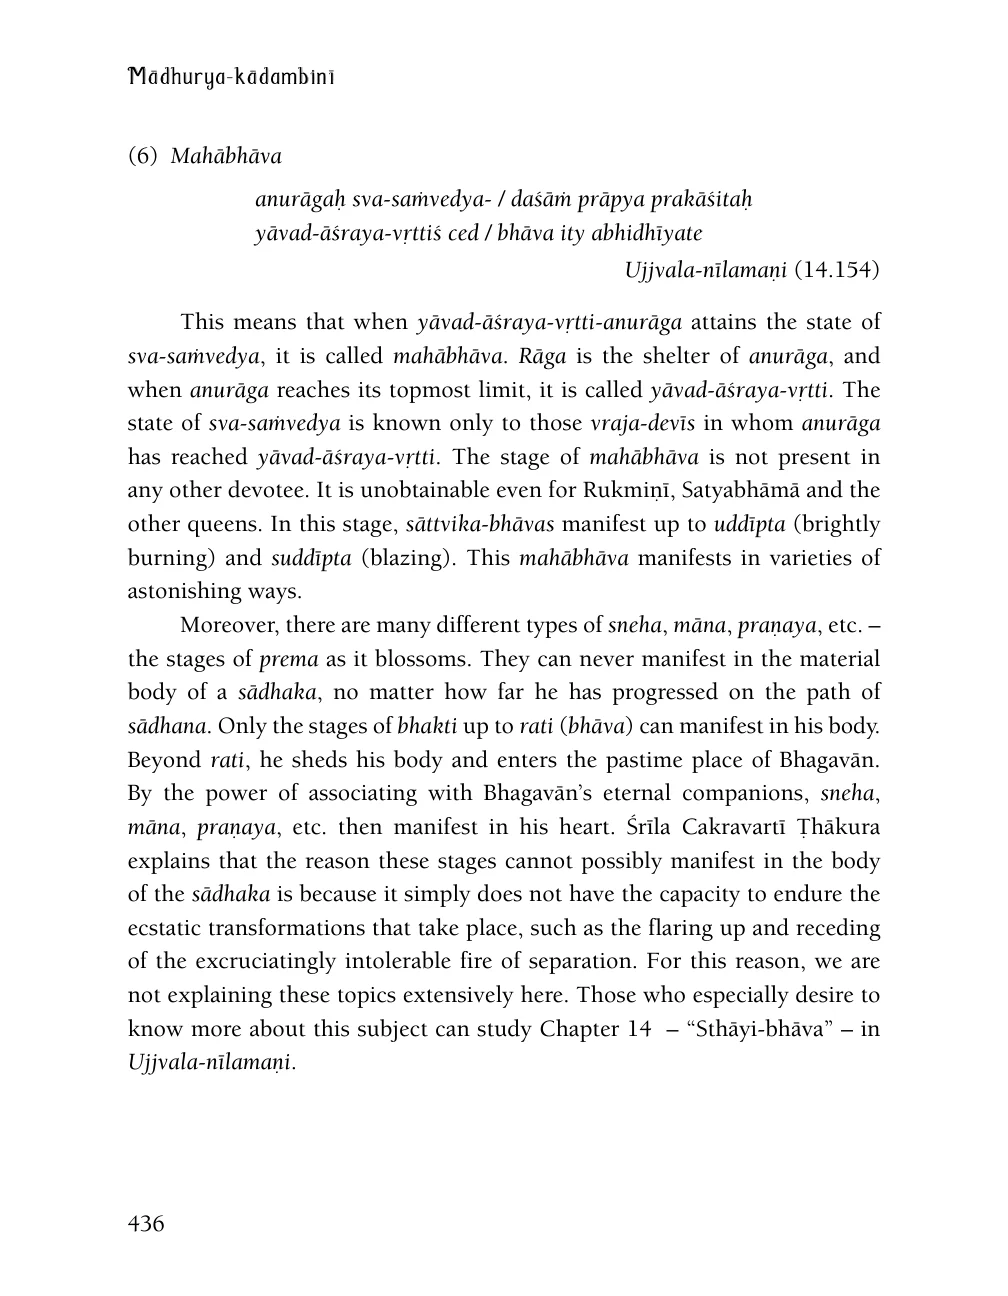 Mādhurya-kādambinī
(6) Mahābhāva
anurāgaḥ sva-saṁvedya- / daśāṁ prāpya prakāśitaḥ
yāvad-āśraya-vṛttiś ced / bhāva ity abhidhīyate
Ujjvala-nīlamaṇi (14.154)
This means that when yāvad-āśraya-vṛtti-anurāga attains the state of
sva-saṁvedya, it is called mahābhāva. Rāga is the shelter of anurāga, and
when anurāga reaches its topmost limit, it is called yāvad-āśraya-vṛtti. The
state of sva-saṁvedya is known only to those vraja-devīs in whom anurāga
has reached yāvad-āśraya-vṛtti. The stage of mahābhāva is not present in
any other devotee. It is unobtainable even for Rukmiṇī, Satyabhāmā and the
other queens. In this stage, sāttvika-bhāvas manifest up to uddīpta (brightly
burning) and suddīpta (blazing). This mahābhāva manifests in varieties of
astonishing ways.
Moreover, there are many different types of sneha, māna, praṇaya, etc. –
the stages of prema as it blossoms. They can never manifest in the material
body of a sādhaka, no matter how far he has progressed on the path of
sādhana. Only the stages of bhakti up to rati (bhāva) can manifest in his body.
Beyond rati, he sheds his body and enters the pastime place of Bhagavān.
By the power of associating with Bhagavān’s eternal companions, sneha,
māna, praṇaya, etc. then manifest in his heart. Śrīla Cakravartī Ṭhākura
explains that the reason these stages cannot possibly manifest in the body
of the sādhaka is because it simply does not have the capacity to endure the
ecstatic transformations that take place, such as the flaring up and receding
of the excruciatingly intolerable fire of separation. For this reason, we are
not explaining these topics extensively here. Those who especially desire to
know more about this subject can study Chapter 14 – “Sthāyi-bhāva” – in
Ujjvala-nīlamaṇi.
436